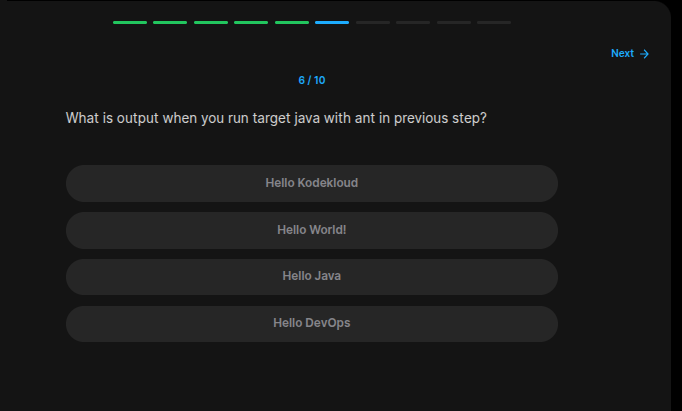 Next →
6 / 10
What is output when you run target java with ant in previous step?
Hello Kodekloud
Hello World!
Hello Java
Hello DevOps